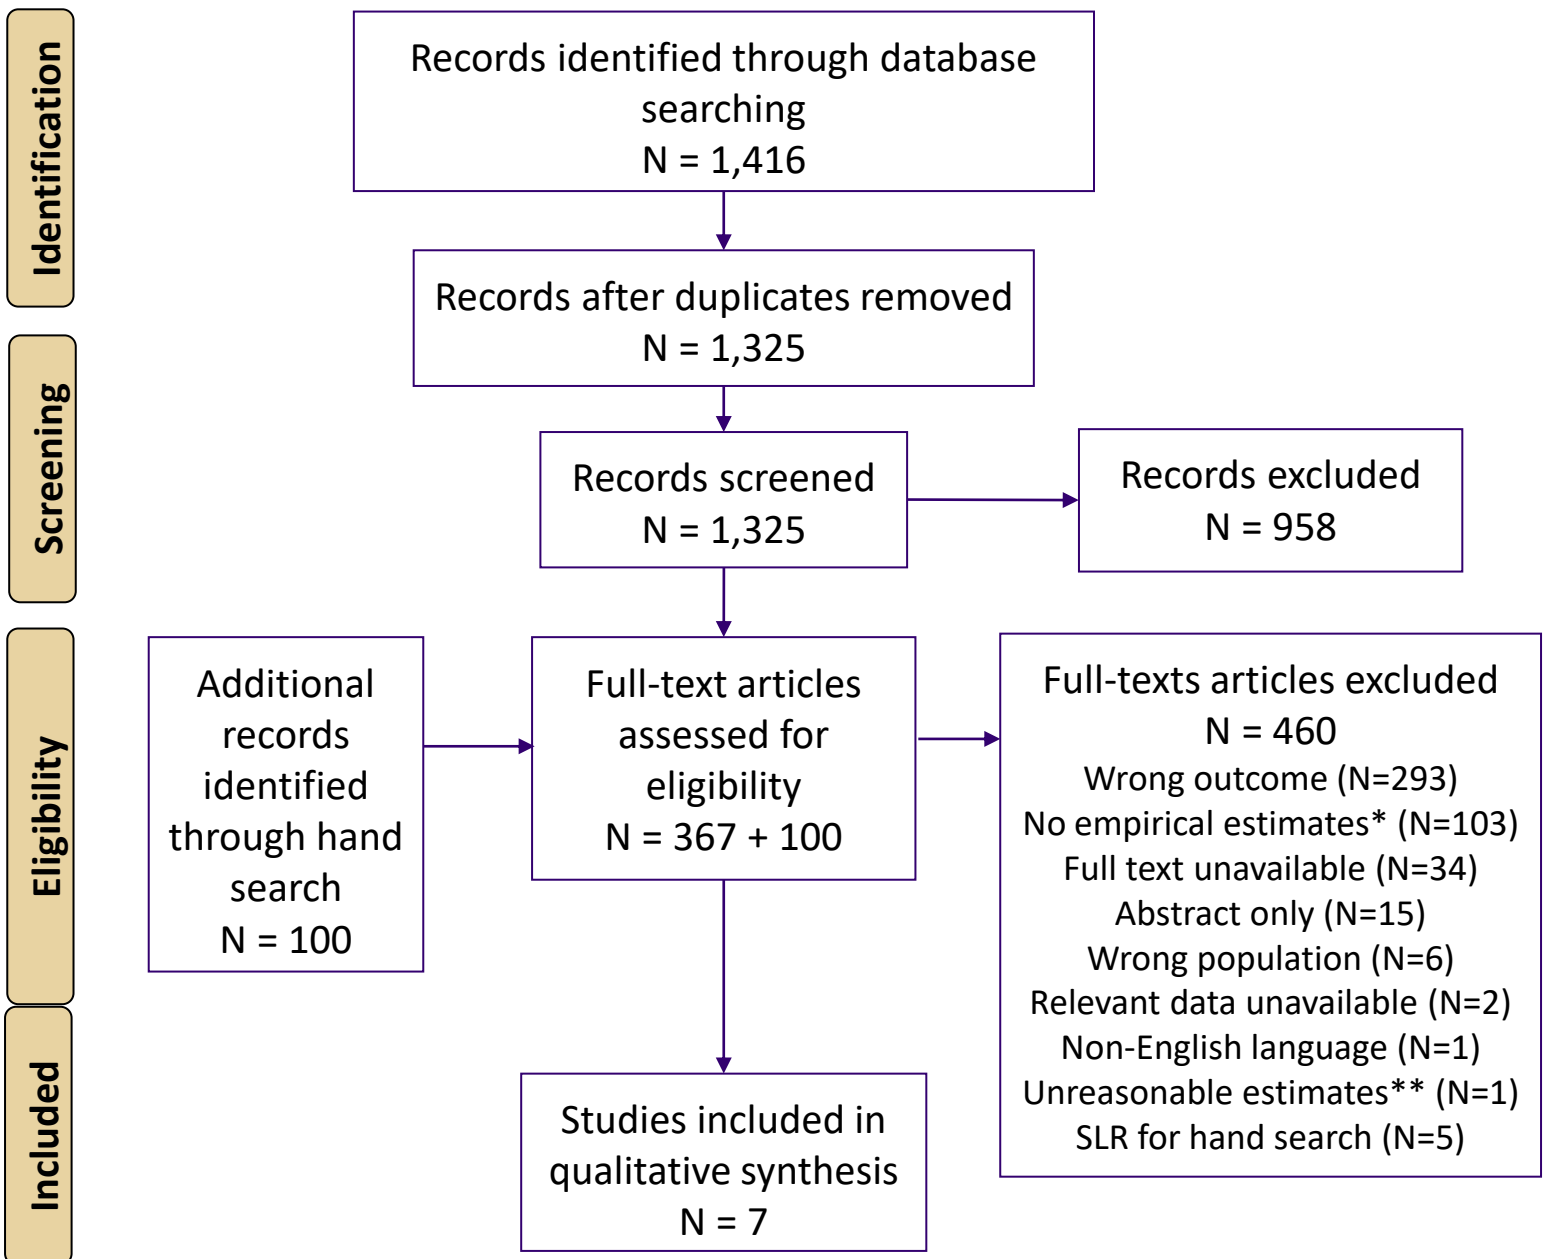 Identification
Records identified through database
searching
N = 1,416
Records after duplicates removed
N = 1,325
Screening
Records screened
N = 1,325
Records excluded
N = 958
Eligibility
Additional
records
identified
through hand
search
N = 100
Full-text articles
assessed for
eligibility
N = 367 + 100
Full-texts articles excluded
N = 460
Wrong outcome (N=293)
No empirical estimates* (N=103)
Full text unavailable (N=34)
Abstract only (N=15)
Wrong population (N=6)
Relevant data unavailable (N=2)
Non-English language (N=1)
Unreasonable estimates** (N=1)
SLR for hand search (N=5)
Included
Studies included in
qualitative synthesis
N = 7